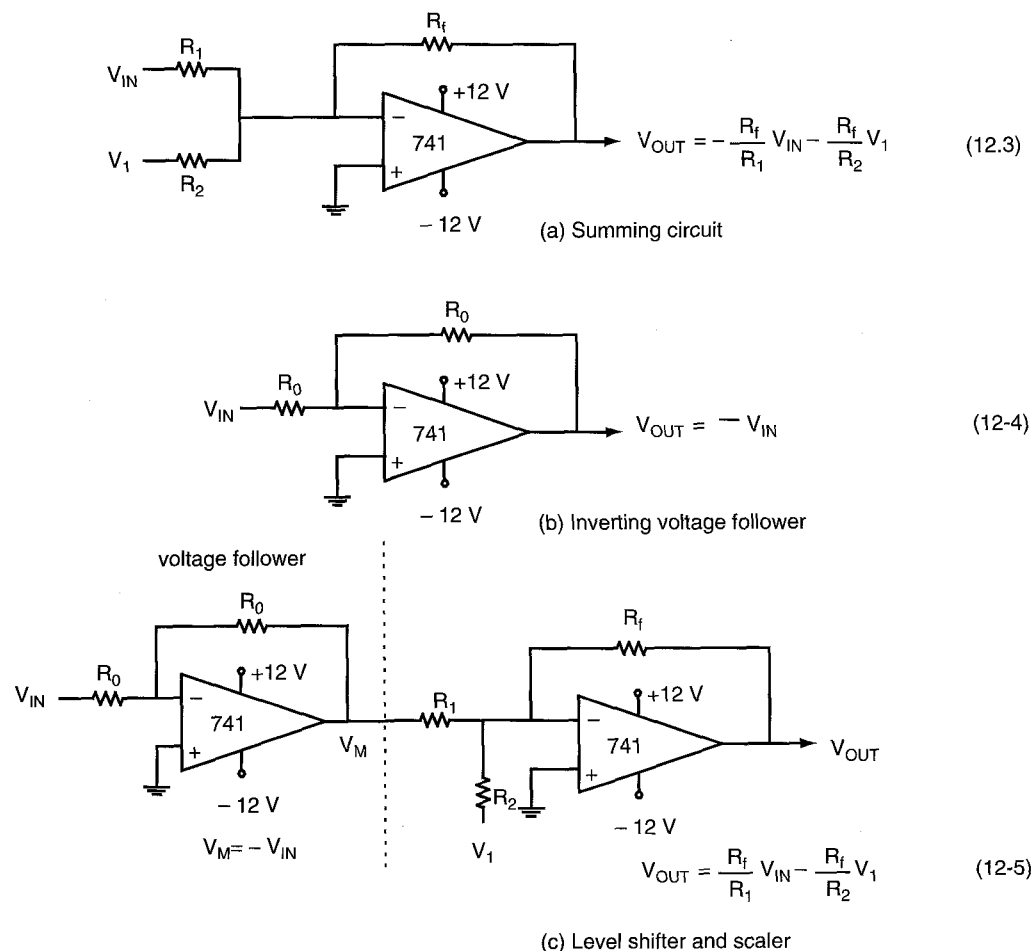 R_f
R_1
V_IN
+12 V
−
741
V_OUT = − R_f/R_1 V_IN − R_f/R_2 V_1 (12.3)
V_1
+
R_2
− 12 V
(a) Summing circuit
R_0
+12 V
R_0
V_IN
−
741
V_OUT = − V_IN (12-4)
+
− 12 V
(b) Inverting voltage follower
voltage follower
R_0
R_f
R_0
+12 V
V_IN
−
741
+
V_M
− 12 V
V_M= − V_IN
R_1
+12 V
−
741
V_OUT
+
R_2
− 12 V
V_1
V_OUT = R_f/R_1 V_IN − R_f/R_2 V_1 (12-5)
(c) Level shifter and scaler